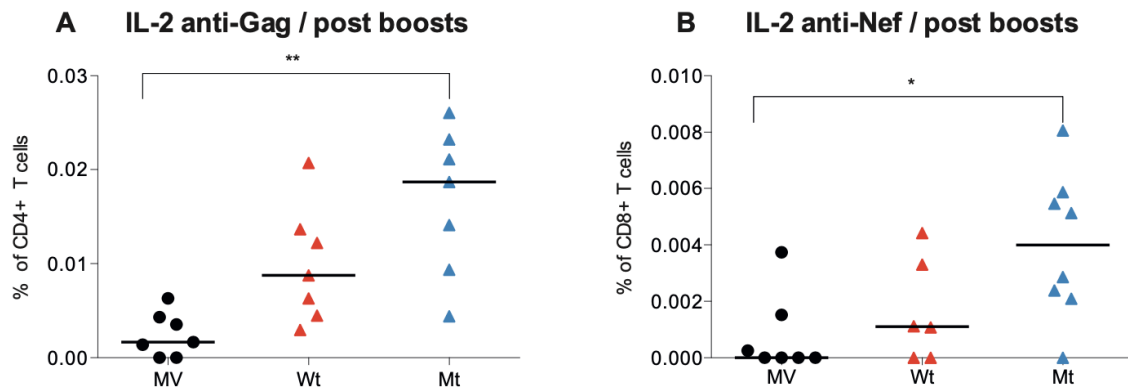 A IL-2 anti-Gag / post boosts
**
% of CD4+ T cells
0.03
0.02
0.01
0.00
MV Wt Mt
B IL-2 anti-Nef / post boosts
*
% of CD8+ T cells
0.010
0.008
0.006
0.004
0.002
0.000
MV Wt Mt